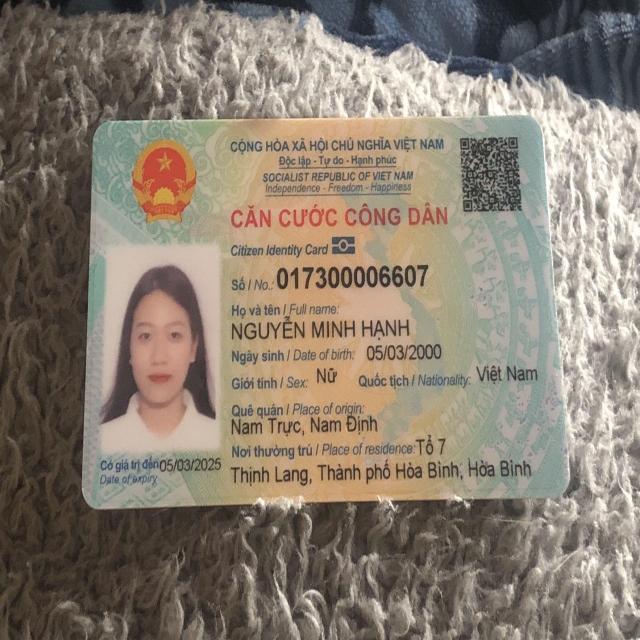 CỘNG HÒA XÃ HỘI CHỦ NGHĨA VIỆT NAM
Độc lập - Tự do - Hạnh phúc
SOCIALIST REPUBLIC OF VIET NAM
Independence - Freedom - Happiness
CĂN CƯỚC CÔNG DÂN
Citizen Identity Card
Số / No.: 017300006607
Họ và tên / Full name:
NGUYỄN MINH HẠNH
Ngày sinh / Date of birth: 05/03/2000
Giới tính / Sex: Nữ Quốc tịch / Nationality: Việt Nam
Quê quán / Place of origin:
Nam Trực, Nam Định
Nơi thường trú / Place of residence: Tổ 7
Thịnh Lang, Thành phố Hòa Bình, Hòa Bình
Có giá trị đến 05/03/2025
Date of expiry